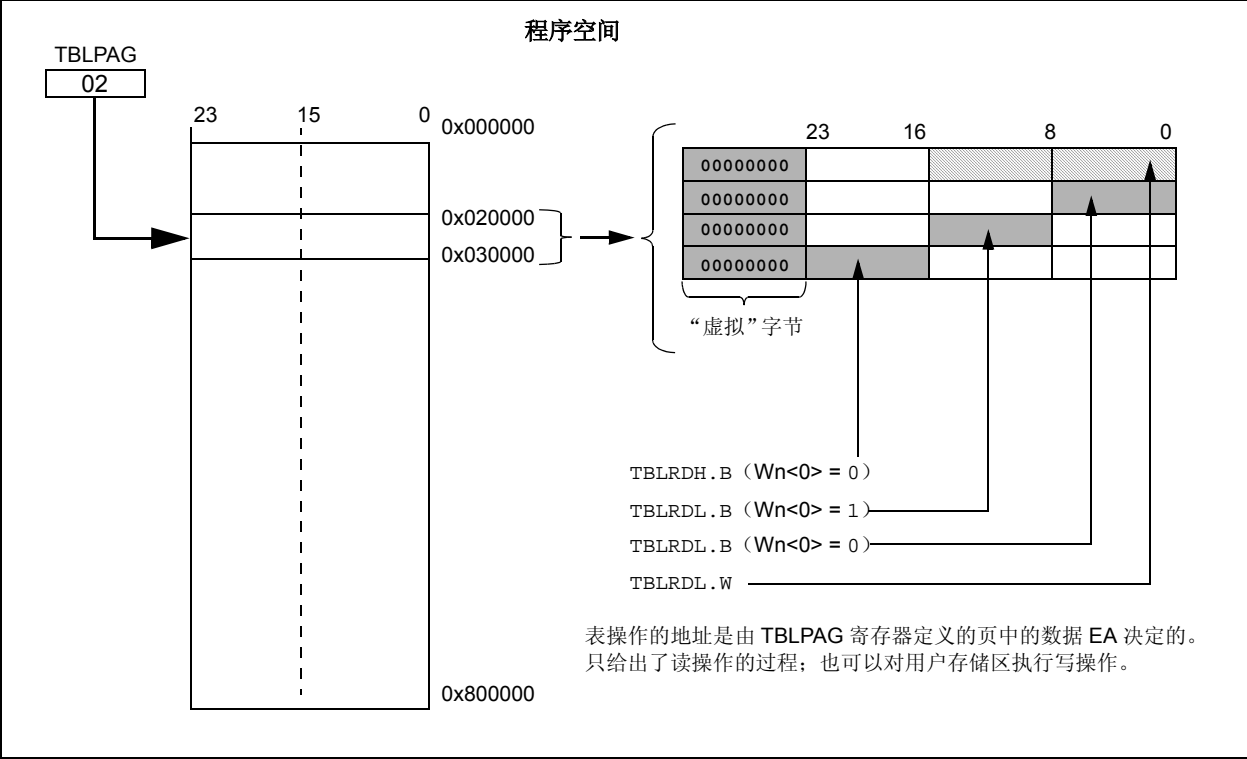 程序空间
TBLPAG
02
23 15 0
0x000000
0x020000
0x030000
0x800000
23 16 8 0
00000000
00000000
00000000
00000000
“虚拟”字节
TBLRDH.B（Wn<0> = 0）
TBLRDL.B（Wn<0> = 1）
TBLRDL.B（Wn<0> = 0）
TBLRDL.W
表操作的地址是由 TBLPAG 寄存器定义的页中的数据 EA 决定的。
只给出了读操作的过程；也可以对用户存储区执行写操作。